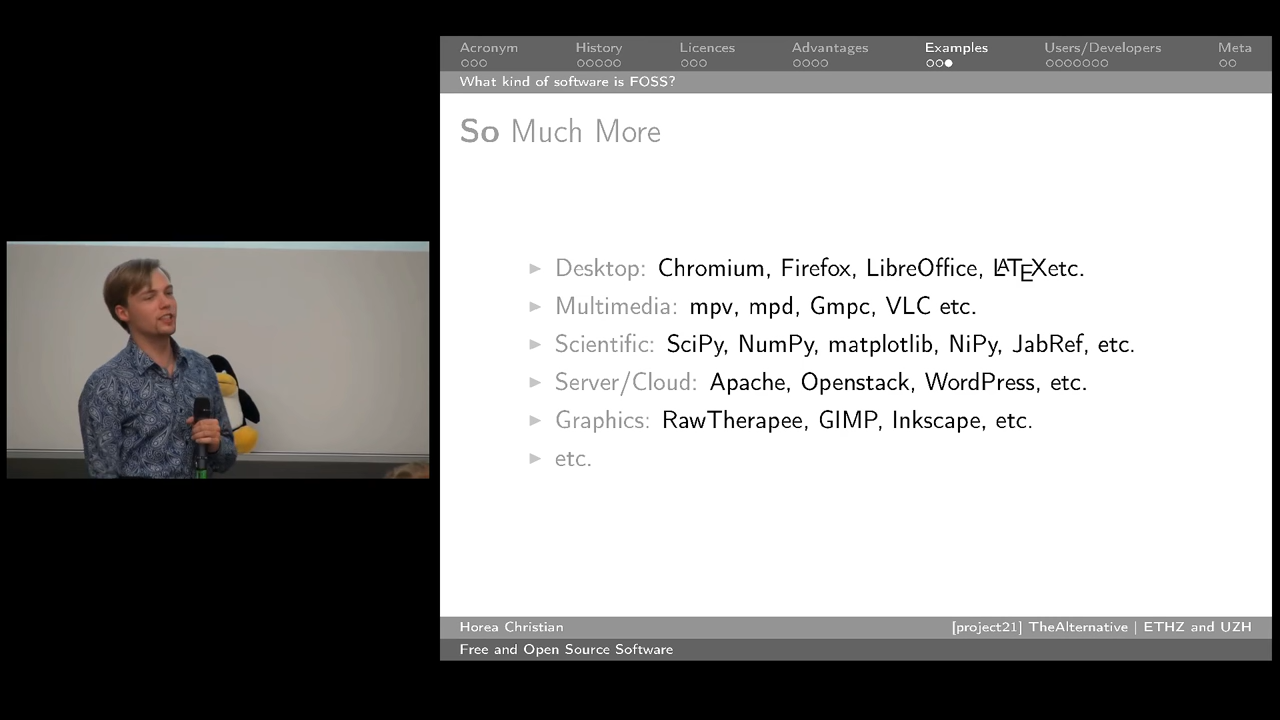 Acronym History Licences Advantages Examples Users/Developers Meta
What kind of software is FOSS?
So Much More
Desktop: Chromium, Firefox, LibreOffice, LATEXetc.
Multimedia: mpv, mpd, Gmpc, VLC etc.
Scientific: SciPy, NumPy, matplotlib, NiPy, JabRef, etc.
Server/Cloud: Apache, Openstack, WordPress, etc.
Graphics: RawTherapee, GIMP, Inkscape, etc.
etc.
Horea Christian [project21] TheAlternative | ETHZ and UZH
Free and Open Source Software